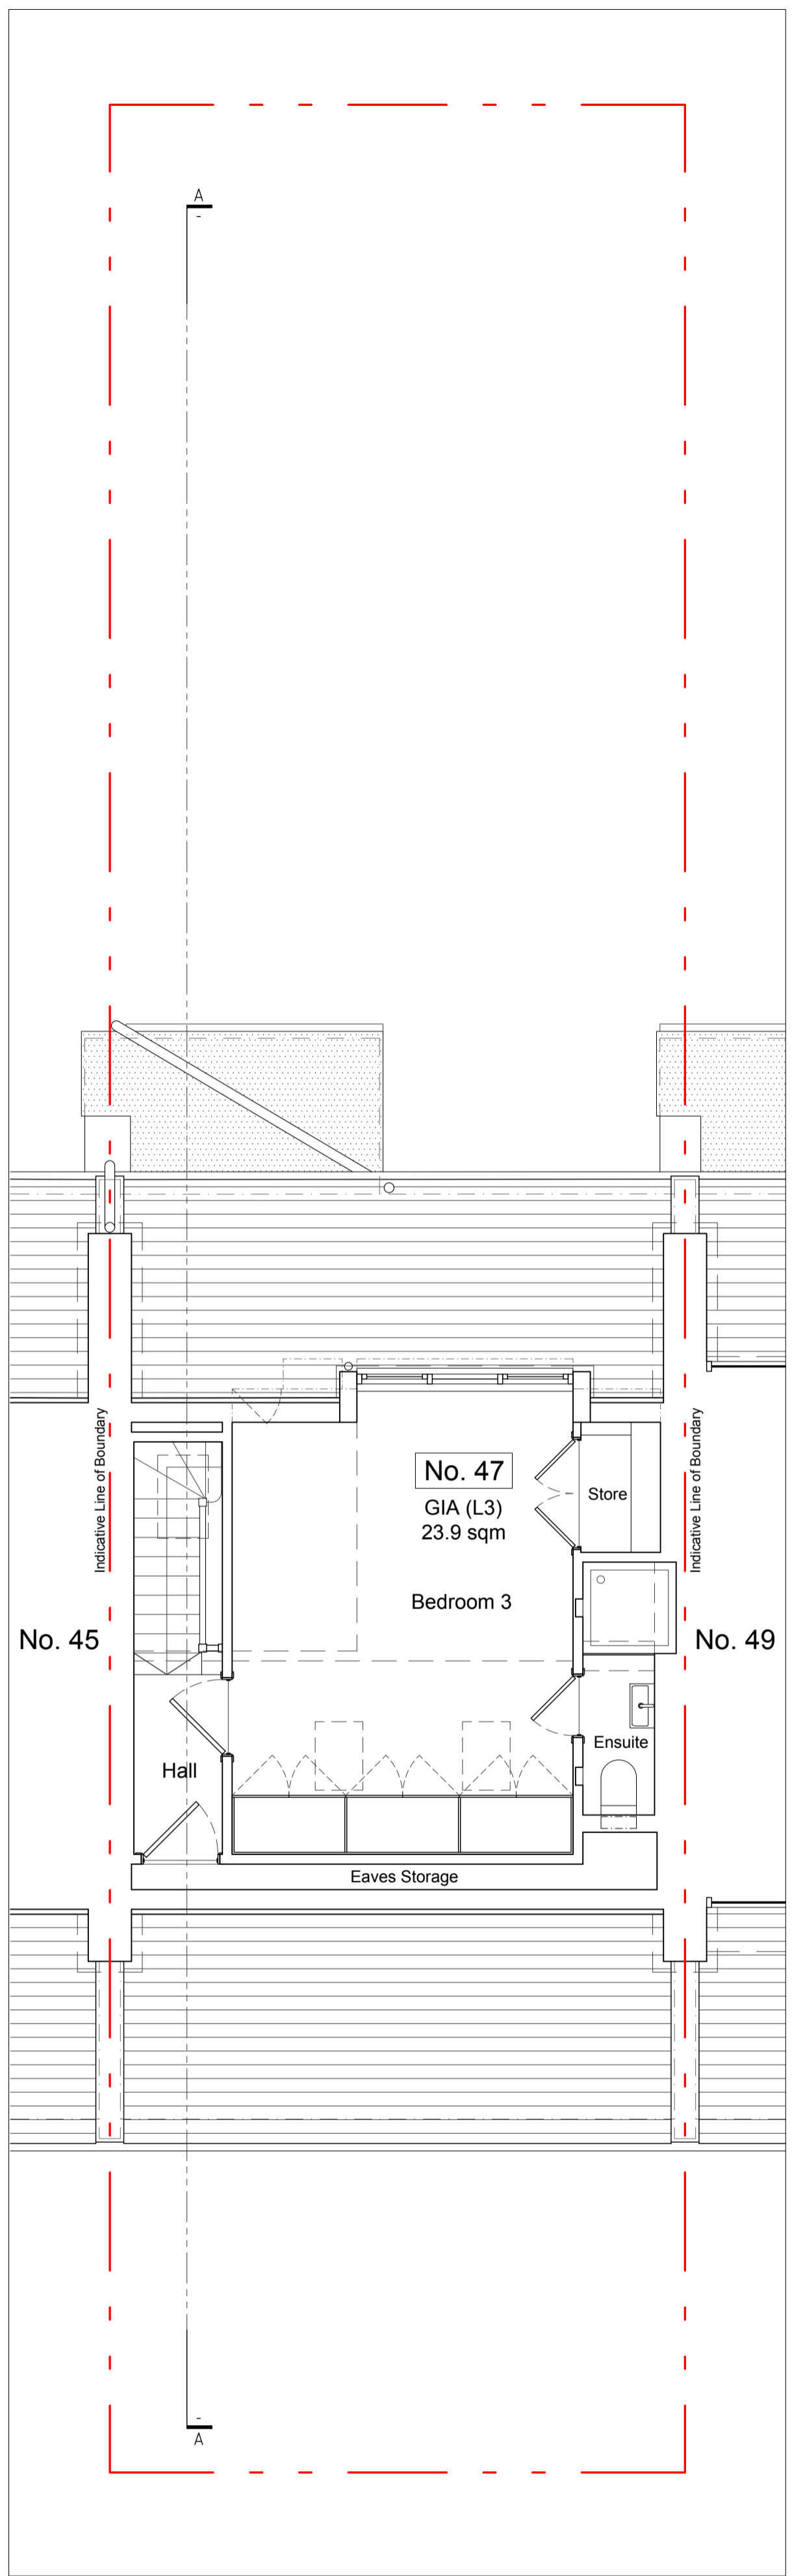 A
-
Indicative Line of Boundary
Indicative Line of Boundary
No. 47
GIA (L3)
23.9 sqm
Store
Bedroom 3
No. 45
No. 49
Ensuite
Hall
Eaves Storage
-
A